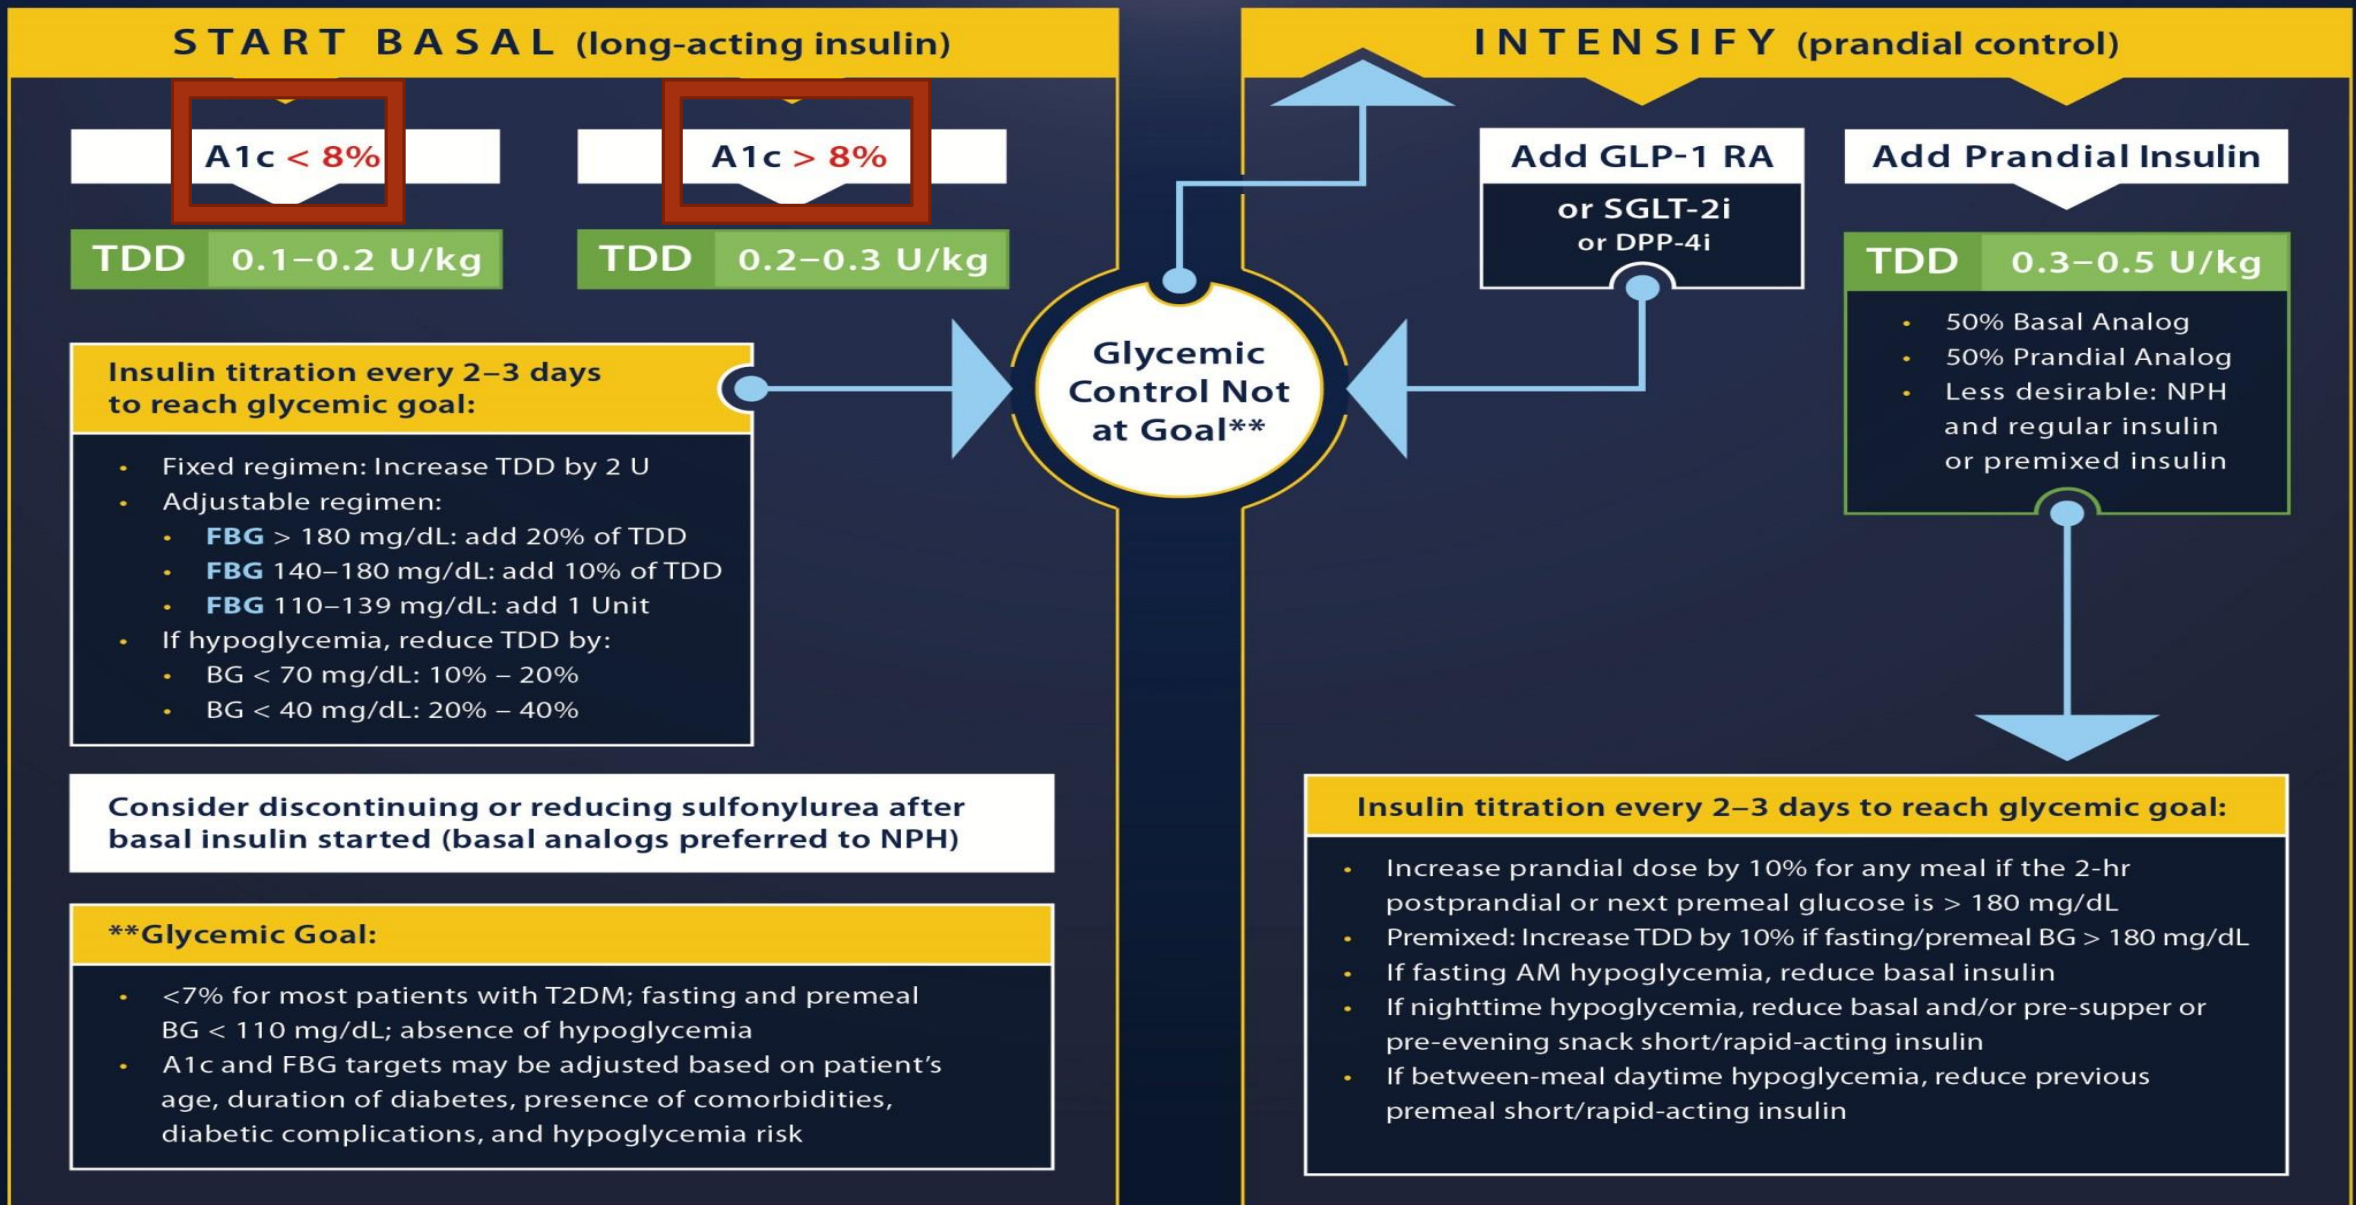 START BASAL (long-acting insulin)
A1c < 8%
A1c > 8%
TDD 0.1–0.2 U/kg
TDD 0.2–0.3 U/kg
Insulin titration every 2–3 days
to reach glycemic goal:
• Fixed regimen: Increase TDD by 2 U
• Adjustable regimen:
• FBG > 180 mg/dL: add 20% of TDD
• FBG 140–180 mg/dL: add 10% of TDD
• FBG 110–139 mg/dL: add 1 Unit
• If hypoglycemia, reduce TDD by:
• BG < 70 mg/dL: 10% – 20%
• BG < 40 mg/dL: 20% – 40%
Consider discontinuing or reducing sulfonylurea after
basal insulin started (basal analogs preferred to NPH)
**Glycemic Goal:
• <7% for most patients with T2DM; fasting and premeal
BG < 110 mg/dL; absence of hypoglycemia
• A1c and FBG targets may be adjusted based on patient's
age, duration of diabetes, presence of comorbidities,
diabetic complications, and hypoglycemia risk
Glycemic
Control Not
at Goal**
INTENSIFY (prandial control)
Add GLP-1 RA
or SGLT-2i
or DPP-4i
Add Prandial Insulin
TDD 0.3–0.5 U/kg
• 50% Basal Analog
• 50% Prandial Analog
• Less desirable: NPH
and regular insulin
or premixed insulin
Insulin titration every 2–3 days to reach glycemic goal:
• Increase prandial dose by 10% for any meal if the 2-hr
postprandial or next premeal glucose is > 180 mg/dL
• Premixed: Increase TDD by 10% if fasting/premeal BG > 180 mg/dL
• If fasting AM hypoglycemia, reduce basal insulin
• If nighttime hypoglycemia, reduce basal and/or pre-supper or
pre-evening snack short/rapid-acting insulin
• If between-meal daytime hypoglycemia, reduce previous
premeal short/rapid-acting insulin